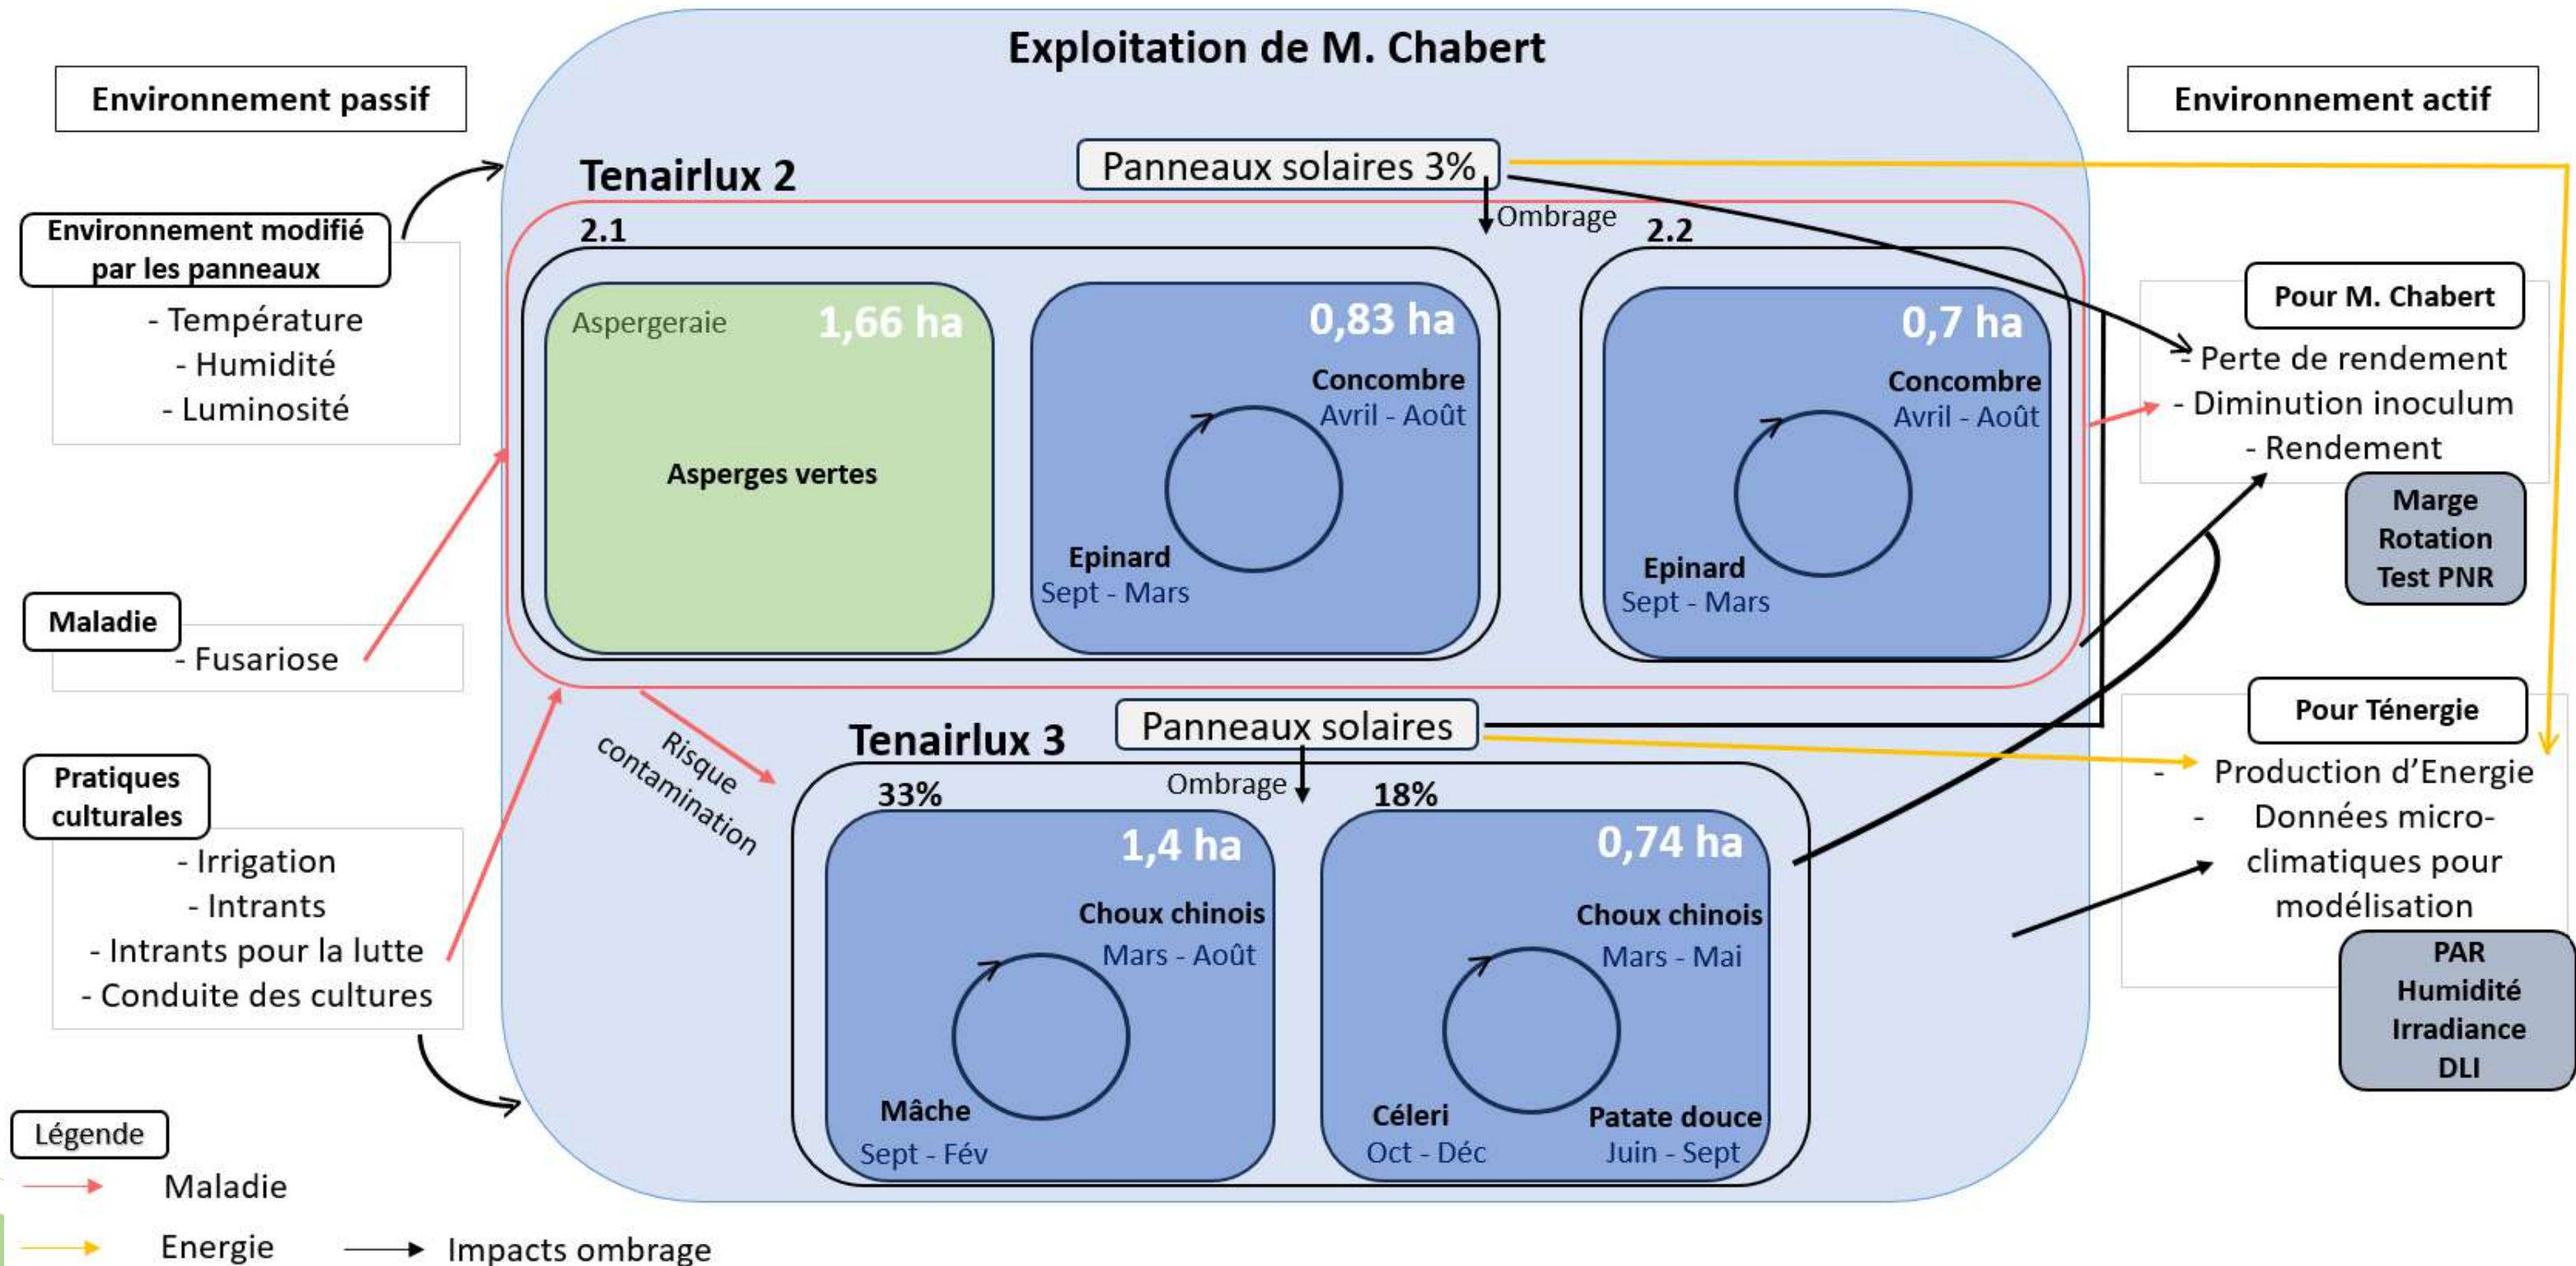 Exploitation de M. Chabert
Environnement passif
Environnement actif
Environnement modifié
par les panneaux
- Température
- Humidité
- Luminosité
Maladie
- Fusariose
Pratiques
culturales
- Irrigation
- Intrants
- Intrants pour la lutte
- Conduite des cultures
Tenairlux 2
Panneaux solaires 3%
Ombrage
2.1
Aspergeraie
1,66 ha
Asperges vertes
0,83 ha
Concombre
Avril - Août
Epinard
Sept - Mars
2.2
0,7 ha
Concombre
Avril - Août
Epinard
Sept - Mars
Risque
contamination
Tenairlux 3
Panneaux solaires
Ombrage
33%
1,4 ha
Choux chinois
Mars - Août
Mâche
Sept - Fév
18%
0,74 ha
Choux chinois
Mars - Mai
Céleri
Oct - Déc
Patate douce
Juin - Sept
Pour M. Chabert
- Perte de rendement
- Diminution inoculum
- Rendement
Marge
Rotation
Test PNR
Pour Ténergie
- Production d’Energie
- Données micro-
climatiques pour
modélisation
PAR
Humidité
Irradiance
DLI
Légende
Maladie
Energie
Impacts ombrage